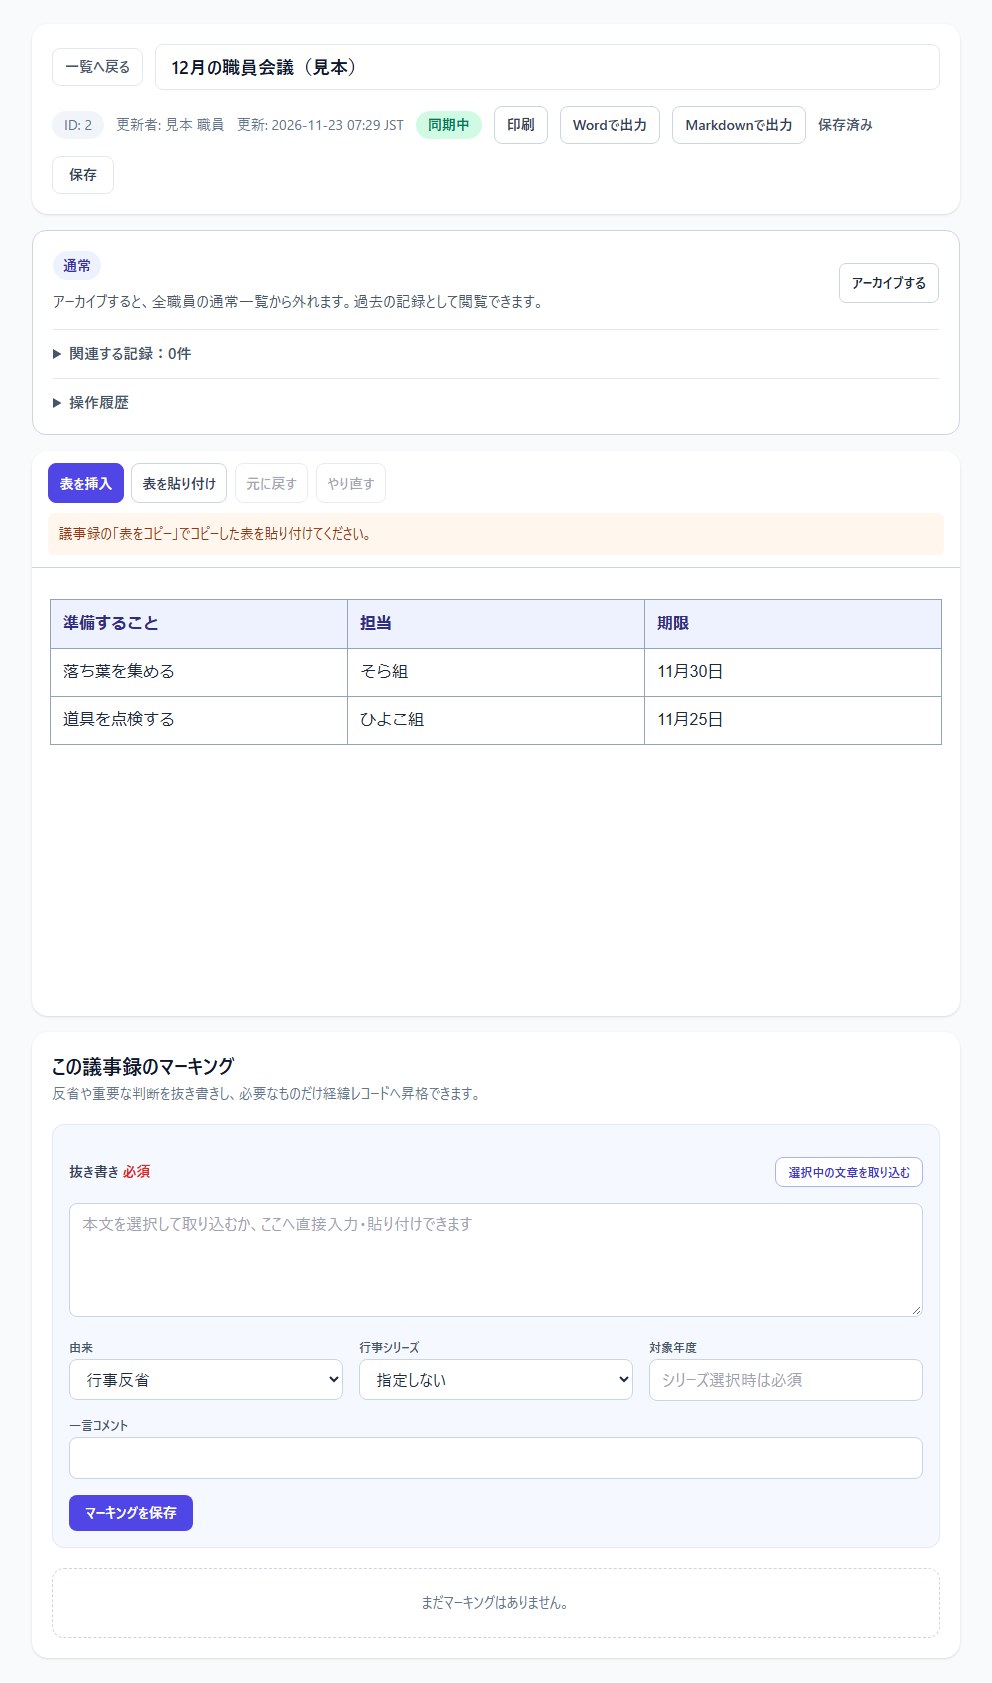 一覧へ戻る 12月の職員会議（見本）
ID: 2 更新者: 見本 職員 更新: 2026-11-23 07:29 JST 同期中 印刷 Wordで出力 Markdownで出力 保存済み
保存
通常
アーカイブすると、全職員の通常一覧から外れます。過去の記録として閲覧できます。
アーカイブする
▶ 関連する記録：0件
▶ 操作履歴
表を挿入 表を貼り付け 元に戻す やり直す
議事録の「表をコピー」でコピーした表を貼り付けてください。
準備すること 担当 期限
落ち葉を集める そら組 11月30日
道具を点検する ひよこ組 11月25日
この議事録のマーキング
反省や重要な判断を抜き書きし、必要なものだけ経緯レコードへ昇格できます。
抜き書き 必須 選択中の文章を取り込む
本文を選択して取り込むか、ここへ直接入力・貼り付けできます
由来 行事シリーズ 対象年度
行事反省 指定しない シリーズ選択時は必須
一言コメント
マーキングを保存
まだマーキングはありません。